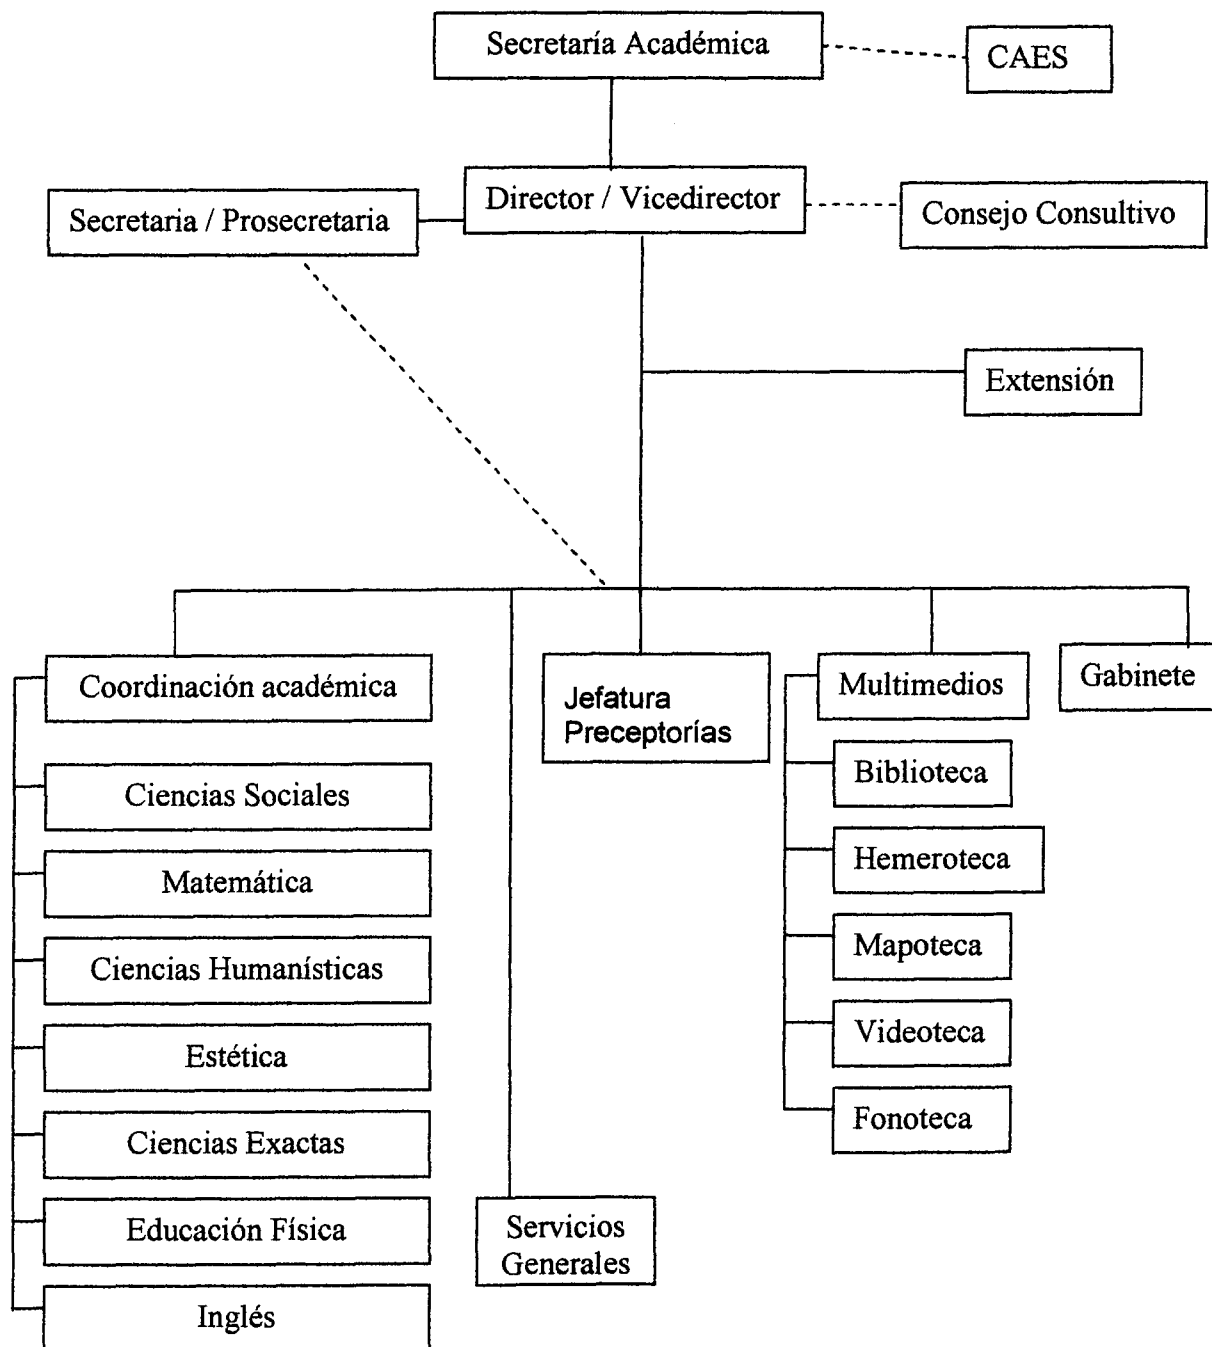 Secretaría Académica
CAES
Director / Vicedirector
Secretaria / Prosecretaria
Consejo Consultivo
Extensión
Coordinación académica
Ciencias Sociales
Matemática
Ciencias Humanísticas
Estética
Ciencias Exactas
Educación Física
Inglés
Servicios
Generales
Jefatura
Preceptorías
Multimedios
Biblioteca
Hemeroteca
Mapoteca
Videoteca
Fonoteca
Gabinete